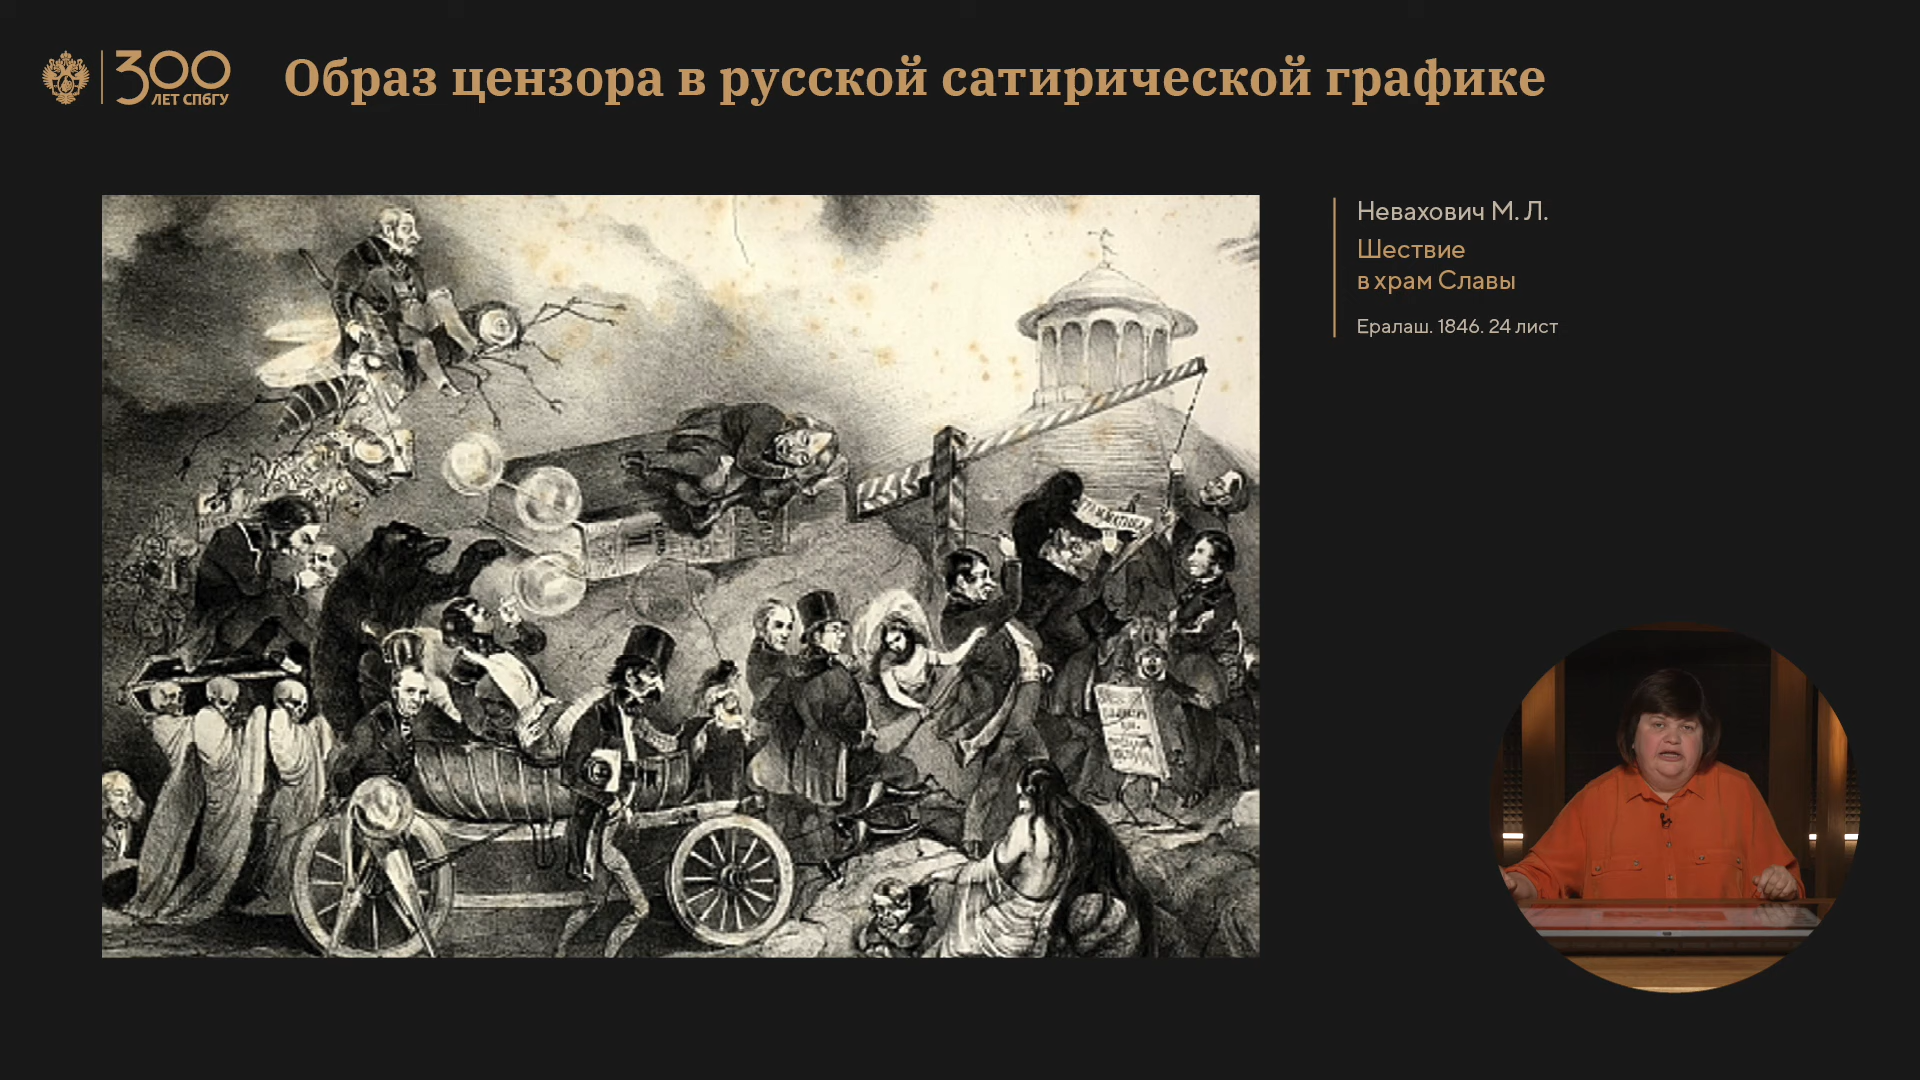 300
ЛЕТ СПбГУ
Образ цензора в русской сатирической графике
Невахович М. Л.
Шествие
в храм Славы
Ералаш. 1846. 24 лист